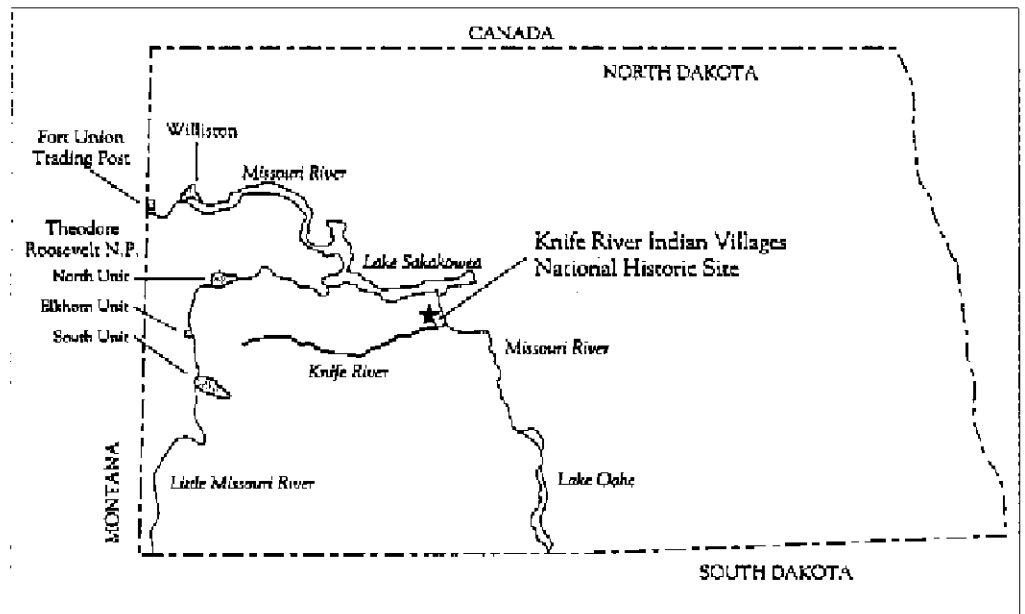 CANADA
NORTH DAKOTA
Williston
Fort Union
Trading Post
Missouri River
Theodore
Roosevelt N.P.
North Unit
Elkhorn Unit
South Unit
Lake Sakakowea
Knife River Indian Villages
National Historic Site
Missouri River
Knife River
MONTANA
Little Missouri River
Lake Oahe
SOUTH DAKOTA